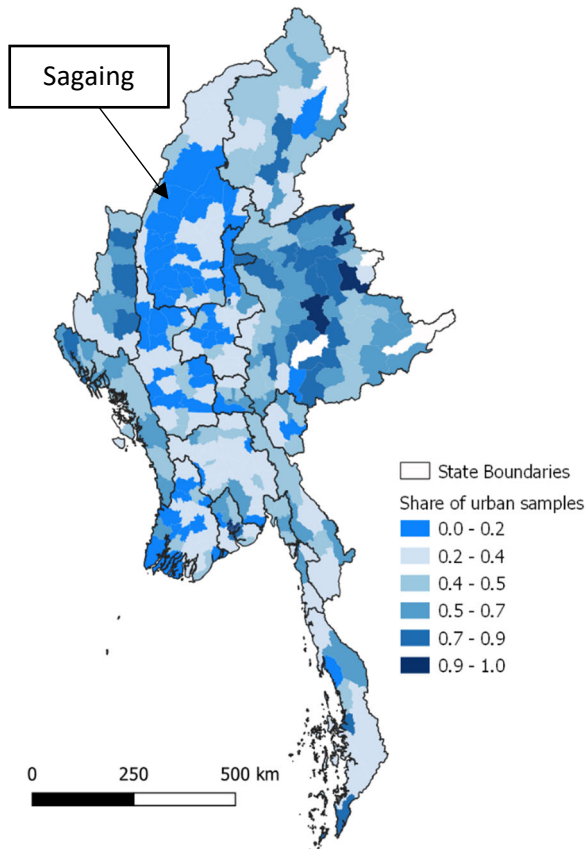 Sagaing
State Boundaries
Share of urban samples
0.0 - 0.2
0.2 - 0.4
0.4 - 0.5
0.5 - 0.7
0.7 - 0.9
0.9 - 1.0
0 250 500 km